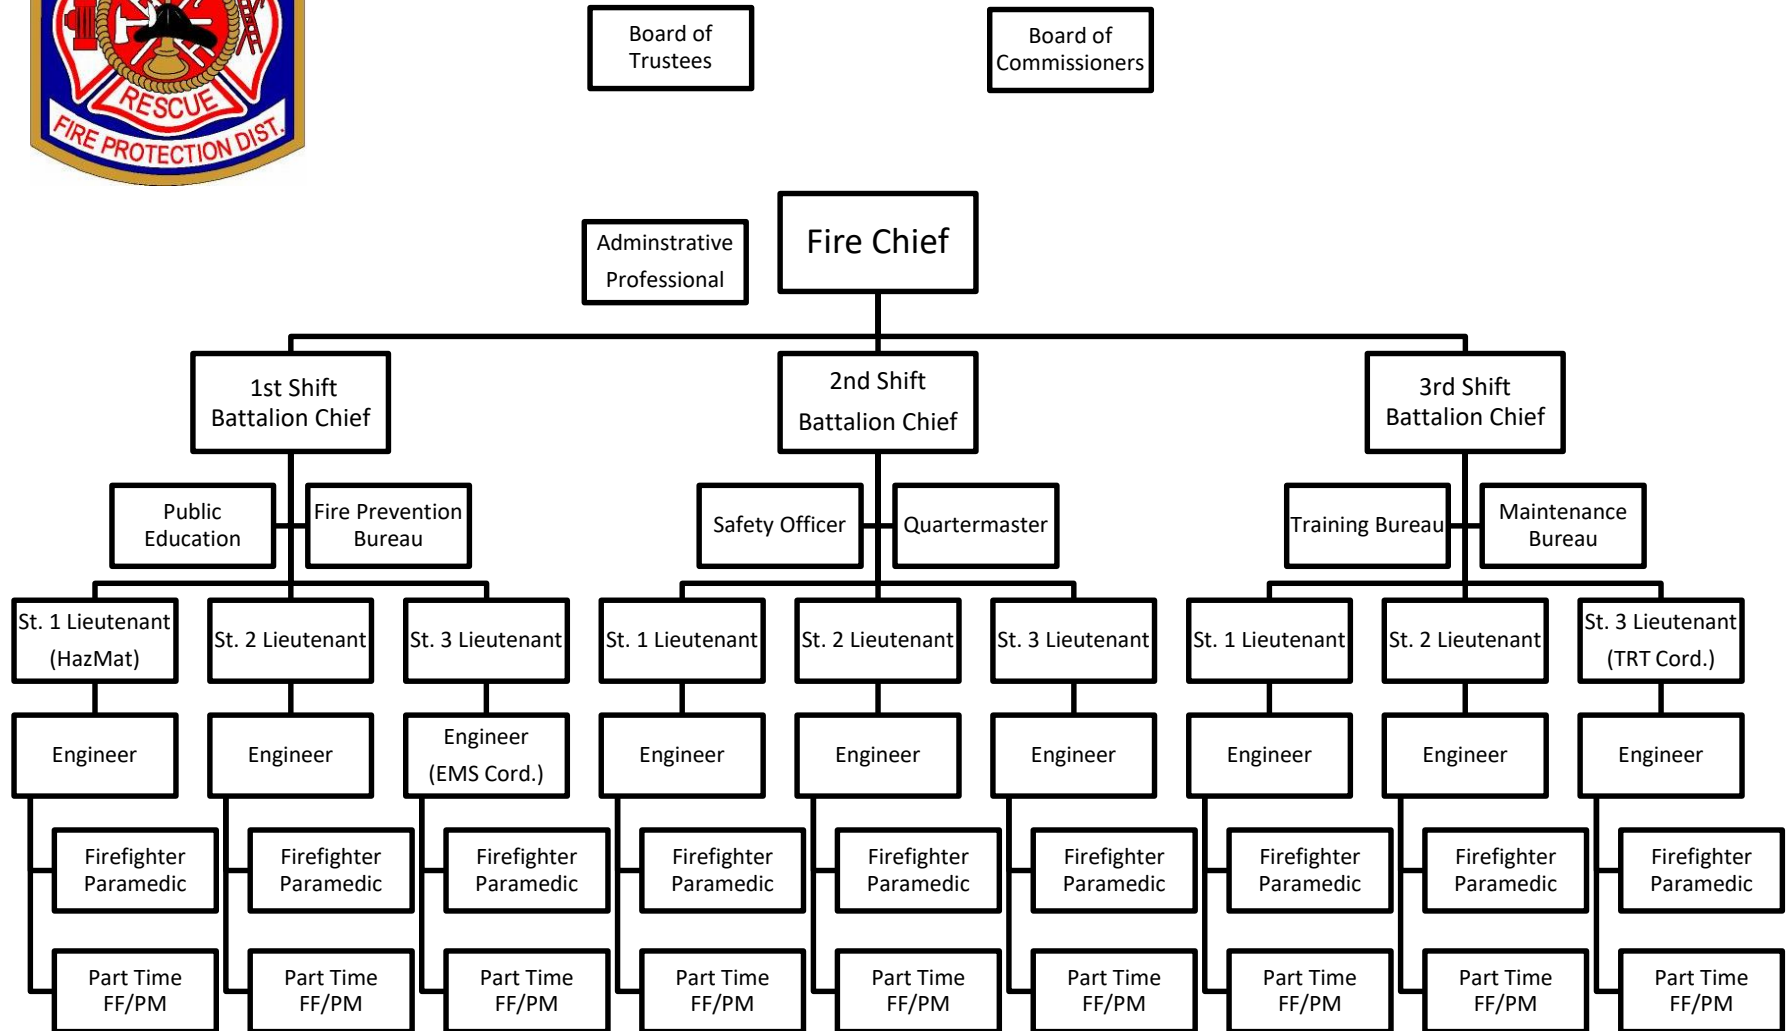 RESCUE
FIRE PROTECTION DIST.
Board of
Trustees
Board of
Commissioners
Adminstrative
Professional
Fire Chief
1st Shift
Battalion Chief
2nd Shift
Battalion Chief
3rd Shift
Battalion Chief
Public
Education
Fire Prevention
Bureau
Safety Officer
Quartermaster
Training Bureau
Maintenance
Bureau
St. 1 Lieutenant
(HazMat)
St. 2 Lieutenant
St. 3 Lieutenant
St. 1 Lieutenant
St. 2 Lieutenant
St. 3 Lieutenant
St. 1 Lieutenant
St. 2 Lieutenant
St. 3 Lieutenant
(TRT Cord.)
Engineer
Engineer
Engineer
(EMS Cord.)
Engineer
Engineer
Engineer
Engineer
Engineer
Engineer
Firefighter
Paramedic
Firefighter
Paramedic
Firefighter
Paramedic
Firefighter
Paramedic
Firefighter
Paramedic
Firefighter
Paramedic
Firefighter
Paramedic
Firefighter
Paramedic
Firefighter
Paramedic
Part Time
FF/PM
Part Time
FF/PM
Part Time
FF/PM
Part Time
FF/PM
Part Time
FF/PM
Part Time
FF/PM
Part Time
FF/PM
Part Time
FF/PM
Part Time
FF/PM